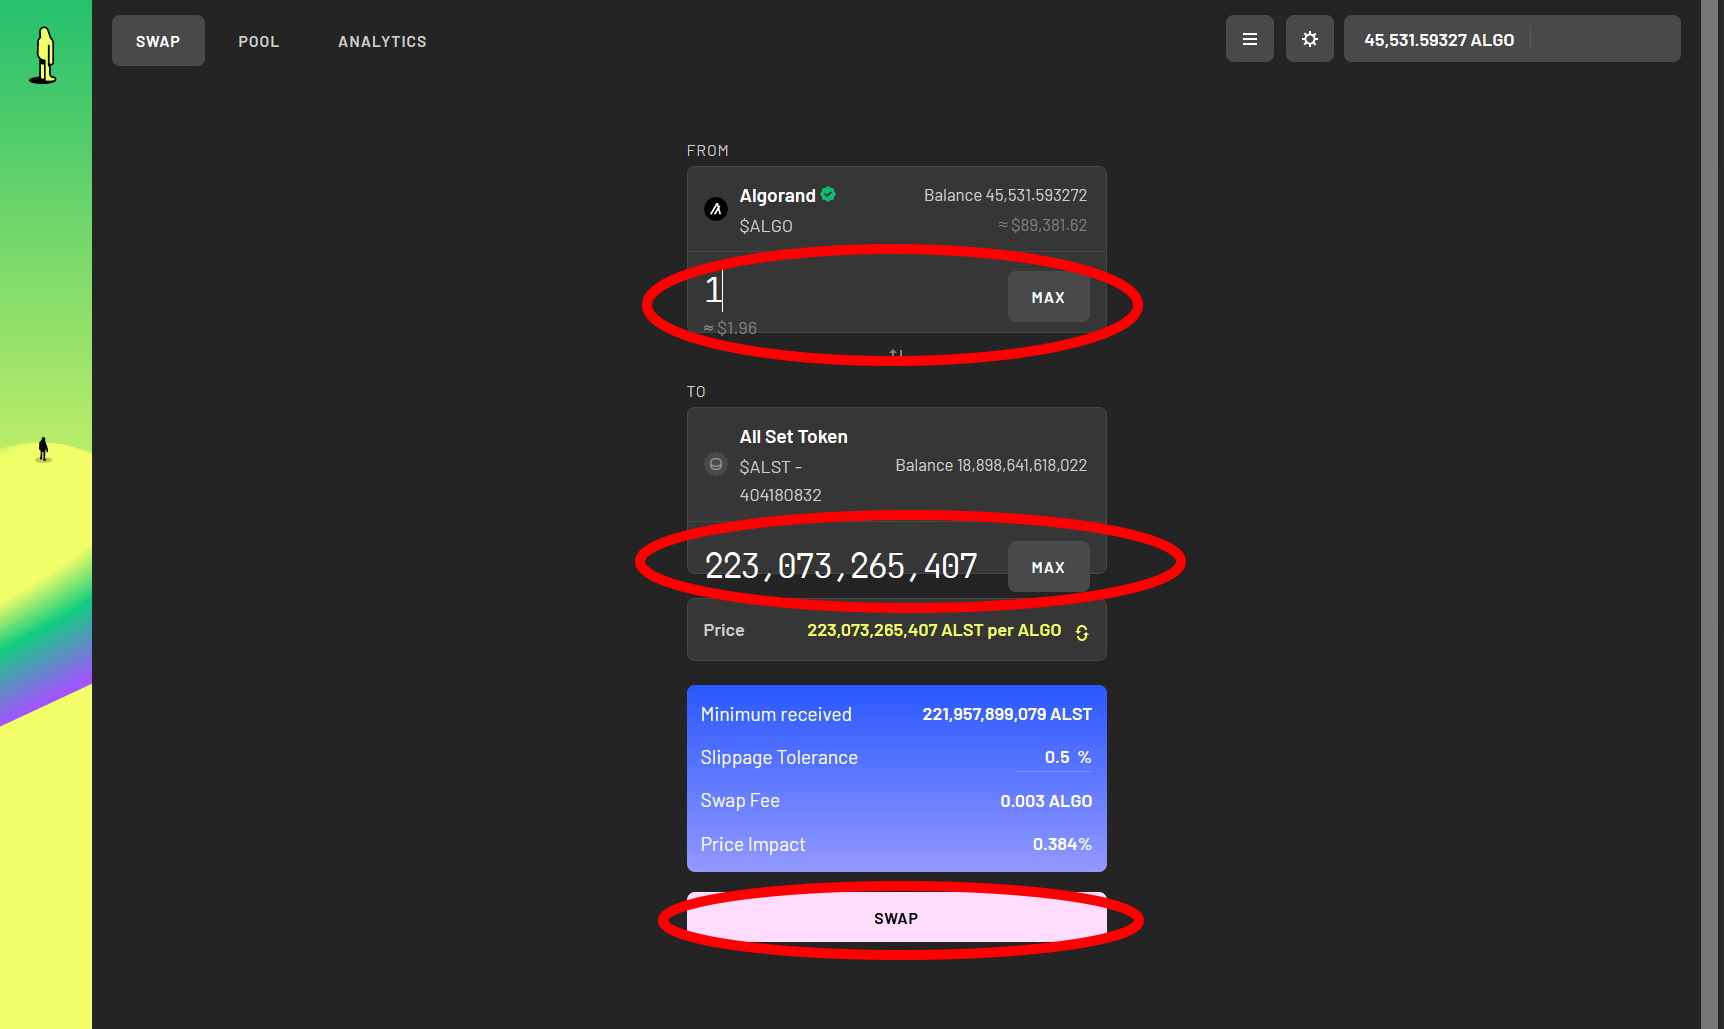 SWAP POOL ANALYTICS 45,531.59327 ALGO
FROM
Algorand Balance 45,531.593272
$ALGO ≈ $89,381.62
1 MAX
≈ $1.96
TO
All Set Token
$ALST - Balance 18,898,641,618,022
404180832
223,073,265,407 MAX
Price 223,073,265,407 ALST per ALGO
Minimum received 221,957,899,079 ALST
Slippage Tolerance 0.5 %
Swap Fee 0.003 ALGO
Price Impact 0.384%
SWAP